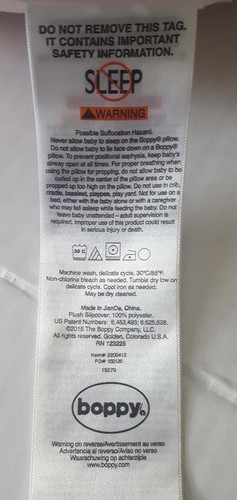 DO NOT REMOVE THIS TAG.
IT CONTAINS IMPORTANT
SAFETY INFORMATION.
SLEEP
WARNING
Possible Suffocation Hazard.
Never allow baby to sleep on the Boppy® pillow.
Do not allow baby to lie face down on a Boppy®
pillow. To prevent positional asphyxia, keep baby's
airway open at all times. For proper breathing when
using the pillow for propping, do not allow baby to be
curled up in the center of the pillow area or be
propped up too high on the pillow. Do not use in crib,
cradle, bassinet, playpen, play yard. Not for use on a
bed, either with the baby alone or with a caregiver
who may fall asleep while feeding the baby. Do not
leave baby unattended – adult supervision is
required. Improper use of this product could result
in serious injury or death.
30 C
Machine wash, delicate cycle, 30°C/86°F.
Non-chlorine bleach as needed. Tumble dry low on
delicate cycle. Cool iron as needed.
May be dry cleaned.
Made in JianDe, China.
Plush Slipcover: 100% polyester.
US Patent Numbers: 6,453,493; 6,625,828.
©2015 The Boppy Company, LLC.
All rights reserved. Golden, Colorado U.S.A.
RN 123228
Item#
PO#
boppy®
Warning on reverse/Avertissement au verso
Advertencia al reverso/Aviso no verso
Waarschuwing op achterzijde
www.boppy.com